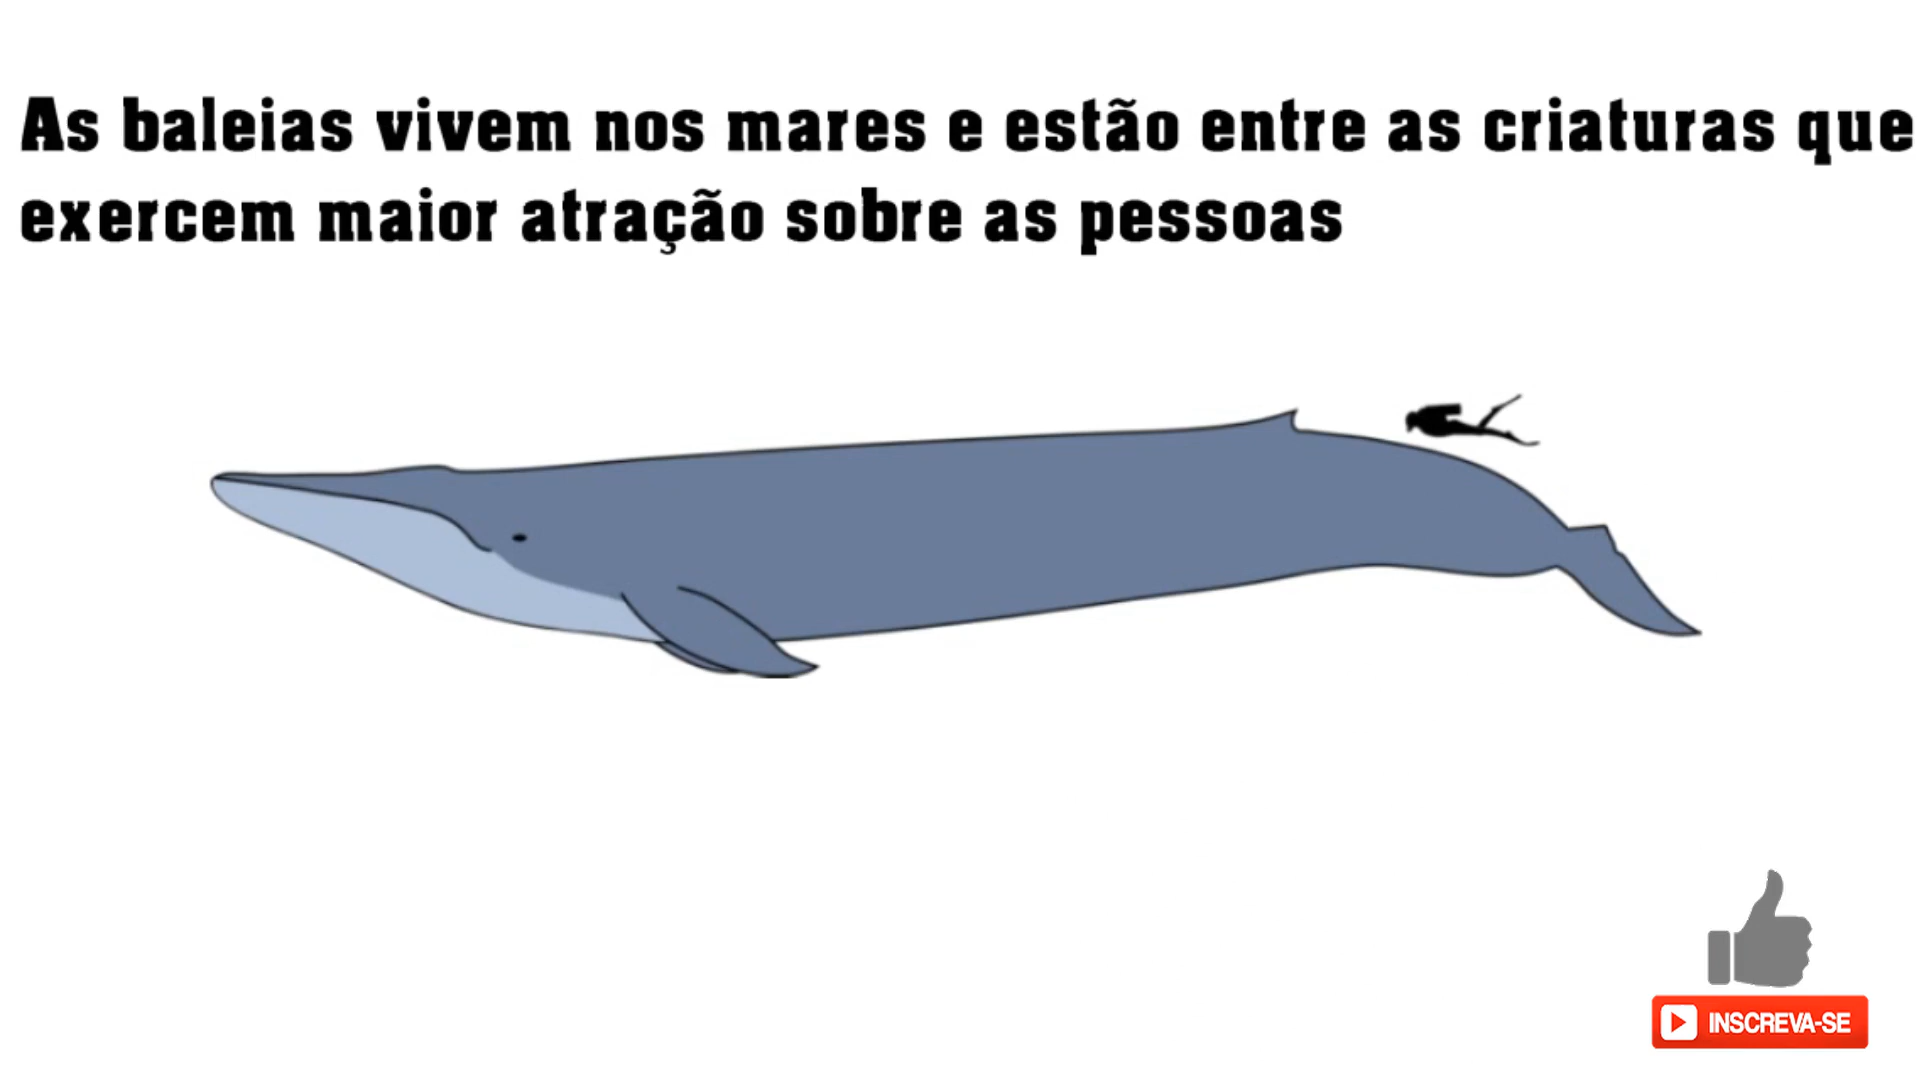 As baleias vivem nos mares e estão entre as criaturas que
exercem maior atração sobre as pessoas
INSCREVA-SE